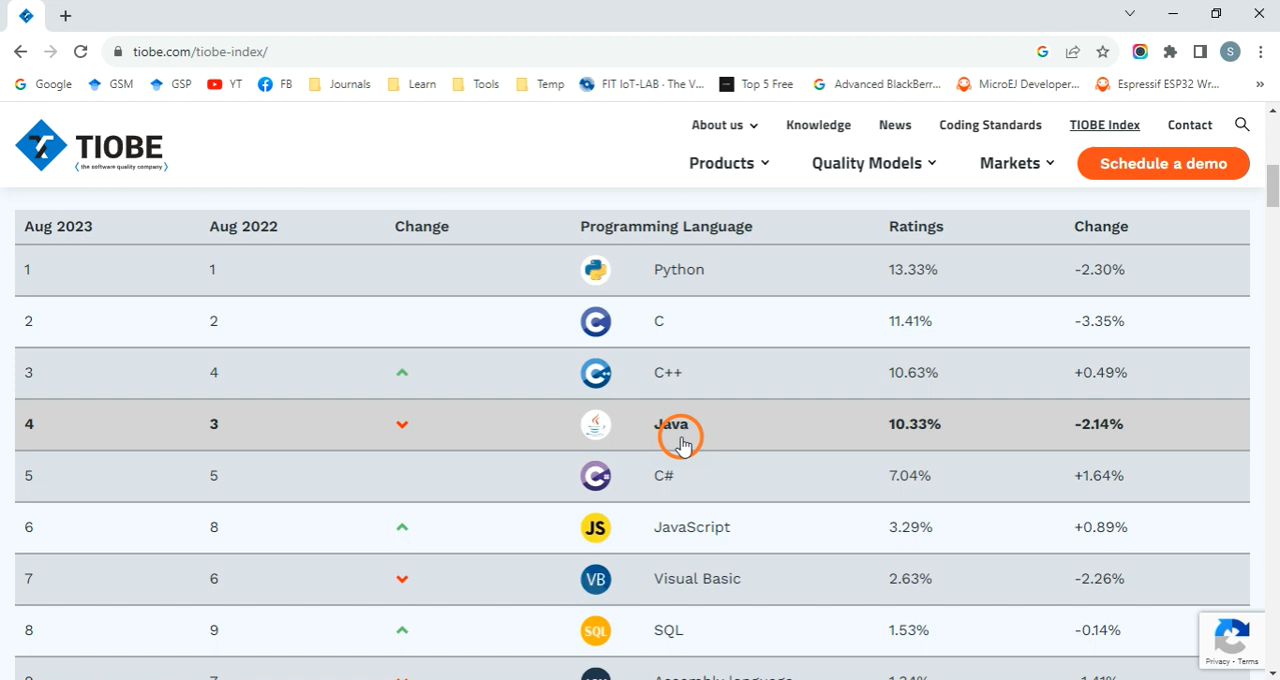 tiobe.com/tiobe-index/
S
Google GSM GSP YT FB Journals Learn Tools Temp FIT IoT-LAB - The V... Top 5 Free Advanced BlackBerr... MicroEJ Developer... Espressif ESP32 Wr... »
TIOBE
(the software quality company)
About us Knowledge News Coding Standards TIOBE Index Contact
Products Quality Models Markets Schedule a demo
Aug 2023 Aug 2022 Change Programming Language Ratings Change
1 1 Python 13.33% -2.30%
2 2 C 11.41% -3.35%
3 4 C++ 10.63% +0.49%
4 3 Java 10.33% -2.14%
5 5 C# 7.04% +1.64%
6 8 JS JavaScript 3.29% +0.89%
7 6 VB Visual Basic 2.63% -2.26%
8 9 SQL SQL 1.53% -0.14%
Privacy - Terms